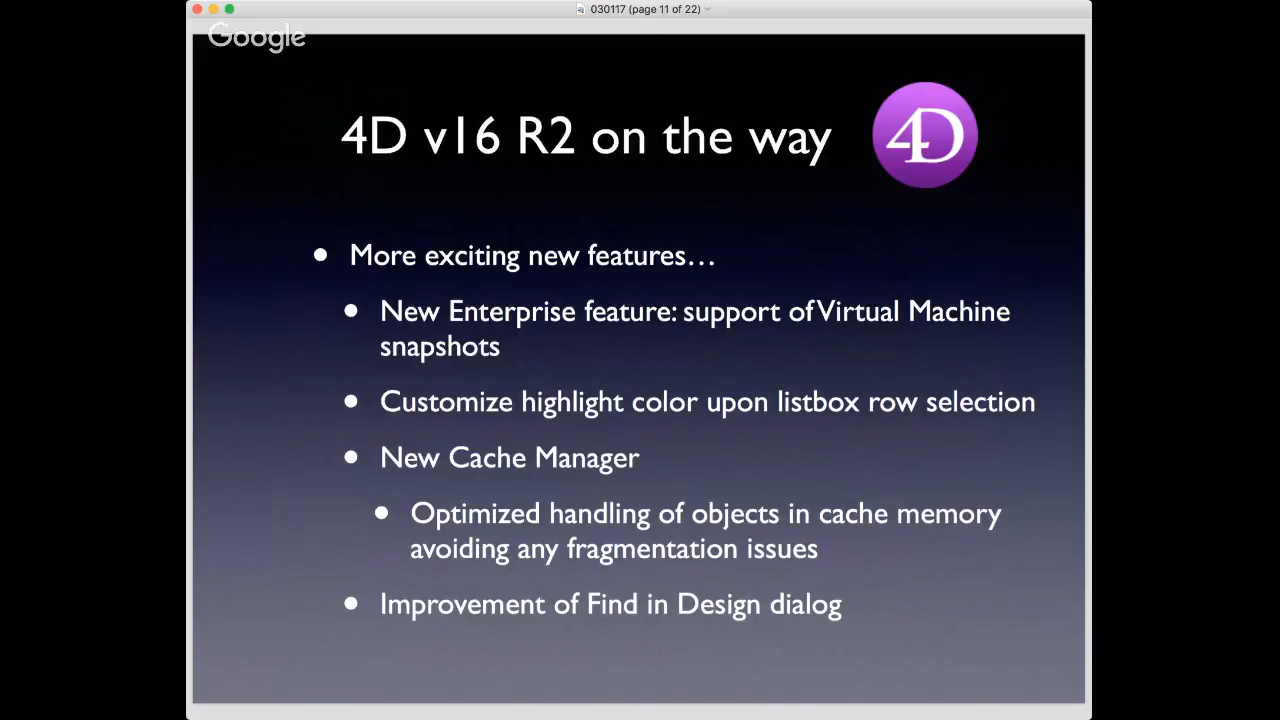 030117 (page 11 of 22)
Google
4D v16 R2 on the way
4D
More exciting new features…
New Enterprise feature: support of Virtual Machine
snapshots
Customize highlight color upon listbox row selection
New Cache Manager
Optimized handling of objects in cache memory
avoiding any fragmentation issues
Improvement of Find in Design dialog